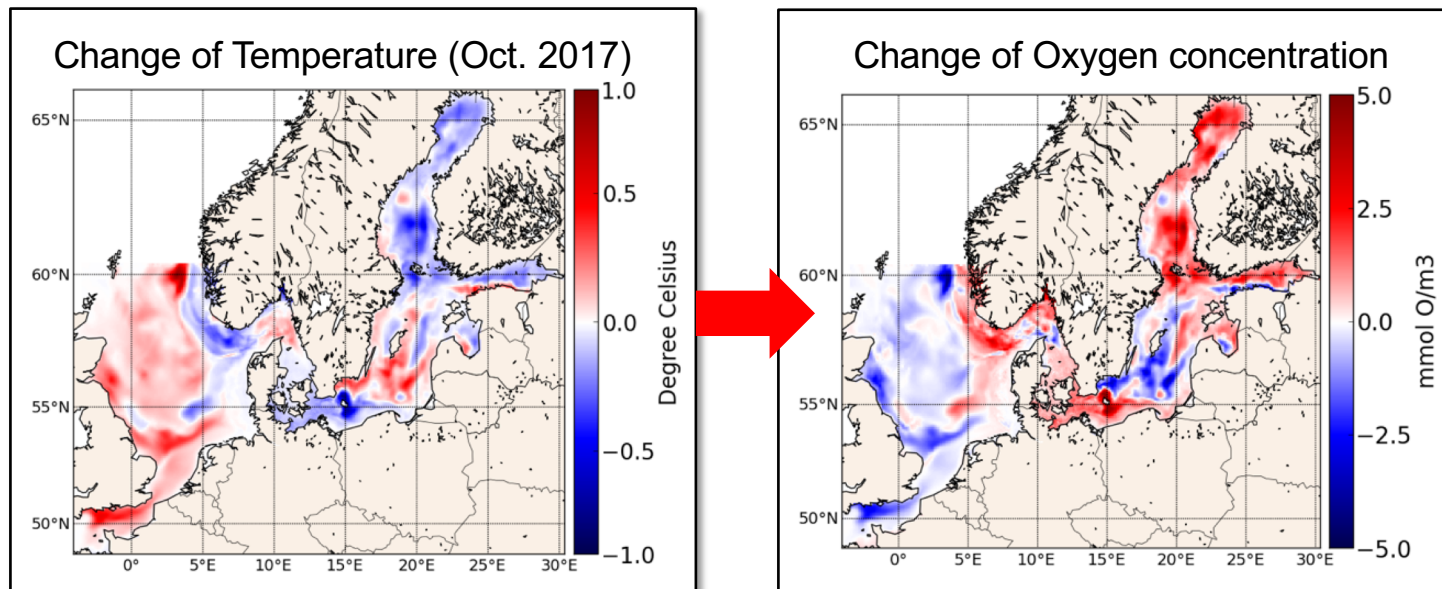 Change of Temperature (Oct. 2017)
65°N
60°N
55°N
50°N
0°
5°E
10°E
15°E
20°E
25°E
30°E
1.0
0.5
0.0
−0.5
−1.0
Degree Celsius
Change of Oxygen concentration
65°N
60°N
55°N
50°N
0°
5°E
10°E
15°E
20°E
25°E
30°E
5.0
2.5
0.0
−2.5
−5.0
mmol O/m3